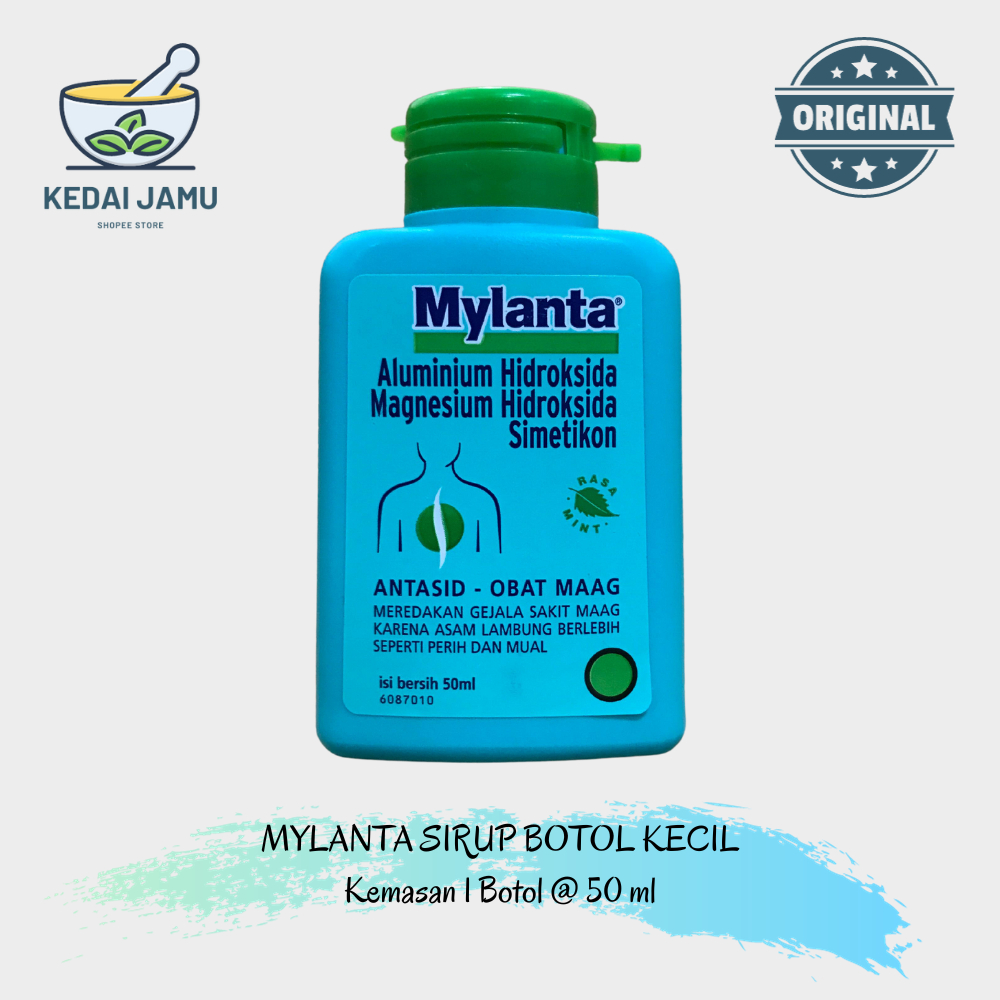 KEDAI JAMU
SHOPEE STORE
ORIGINAL
Mylanta®
Aluminium Hidroksida
Magnesium Hidroksida
Simetikon
RASA
MINT
ANTASID - OBAT MAAG
MEREDAKAN GEJALA SAKIT MAAG
KARENA ASAM LAMBUNG BERLEBIH
SEPERTI PERIH DAN MUAL
isi bersih 50ml
6087010
MYLANTA SIRUP BOTOL KECIL
Kemasan 1 Botol @ 50 ml